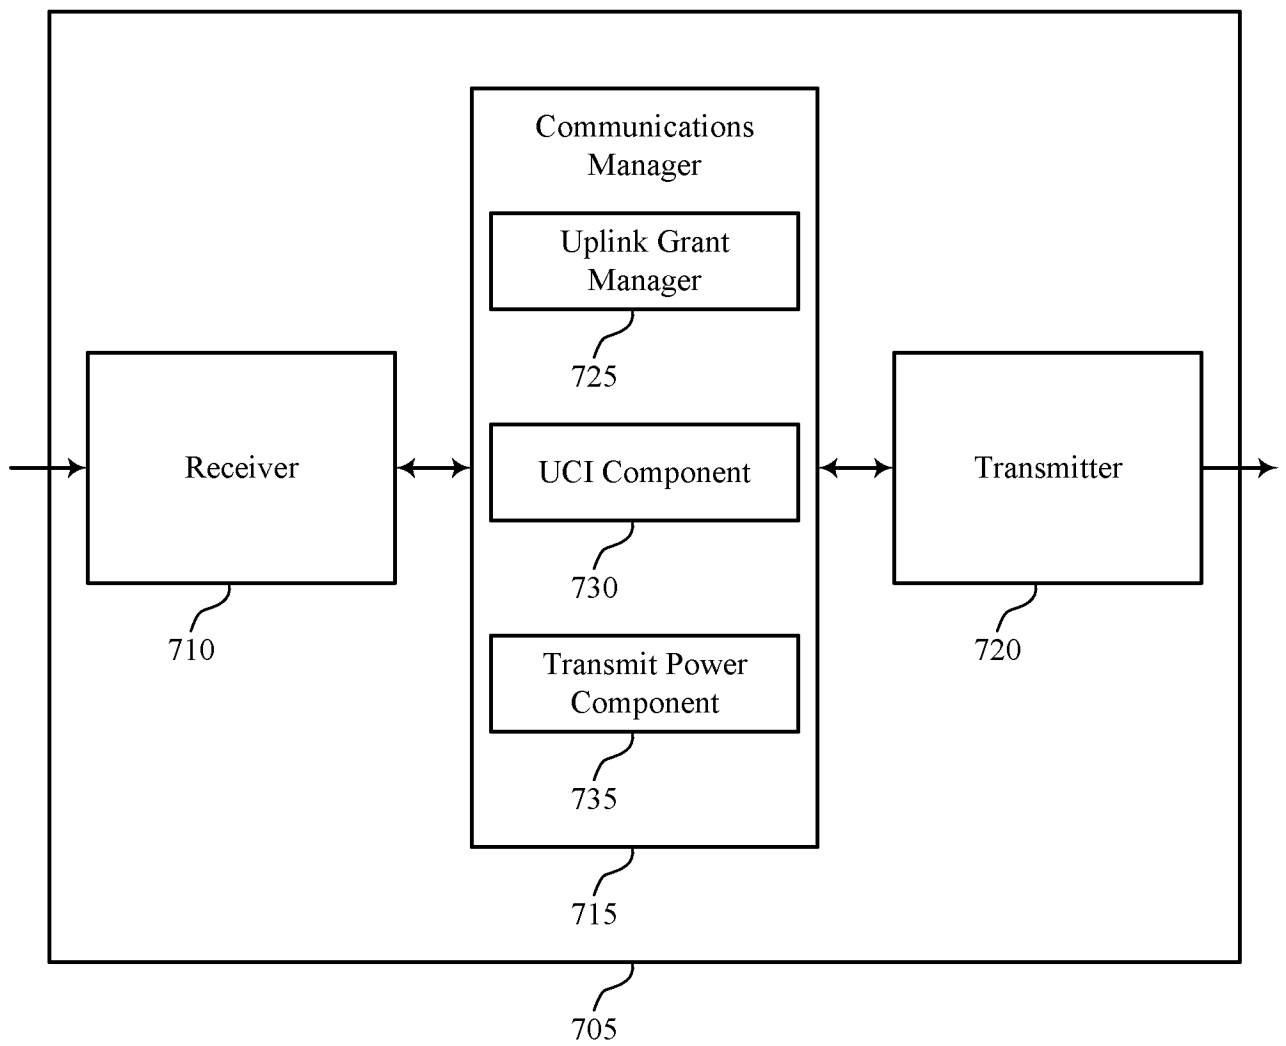 Communications
Manager
Uplink Grant
Manager
725
Receiver
710
UCI Component
730
Transmitter
720
Transmit Power
Component
735
715
705